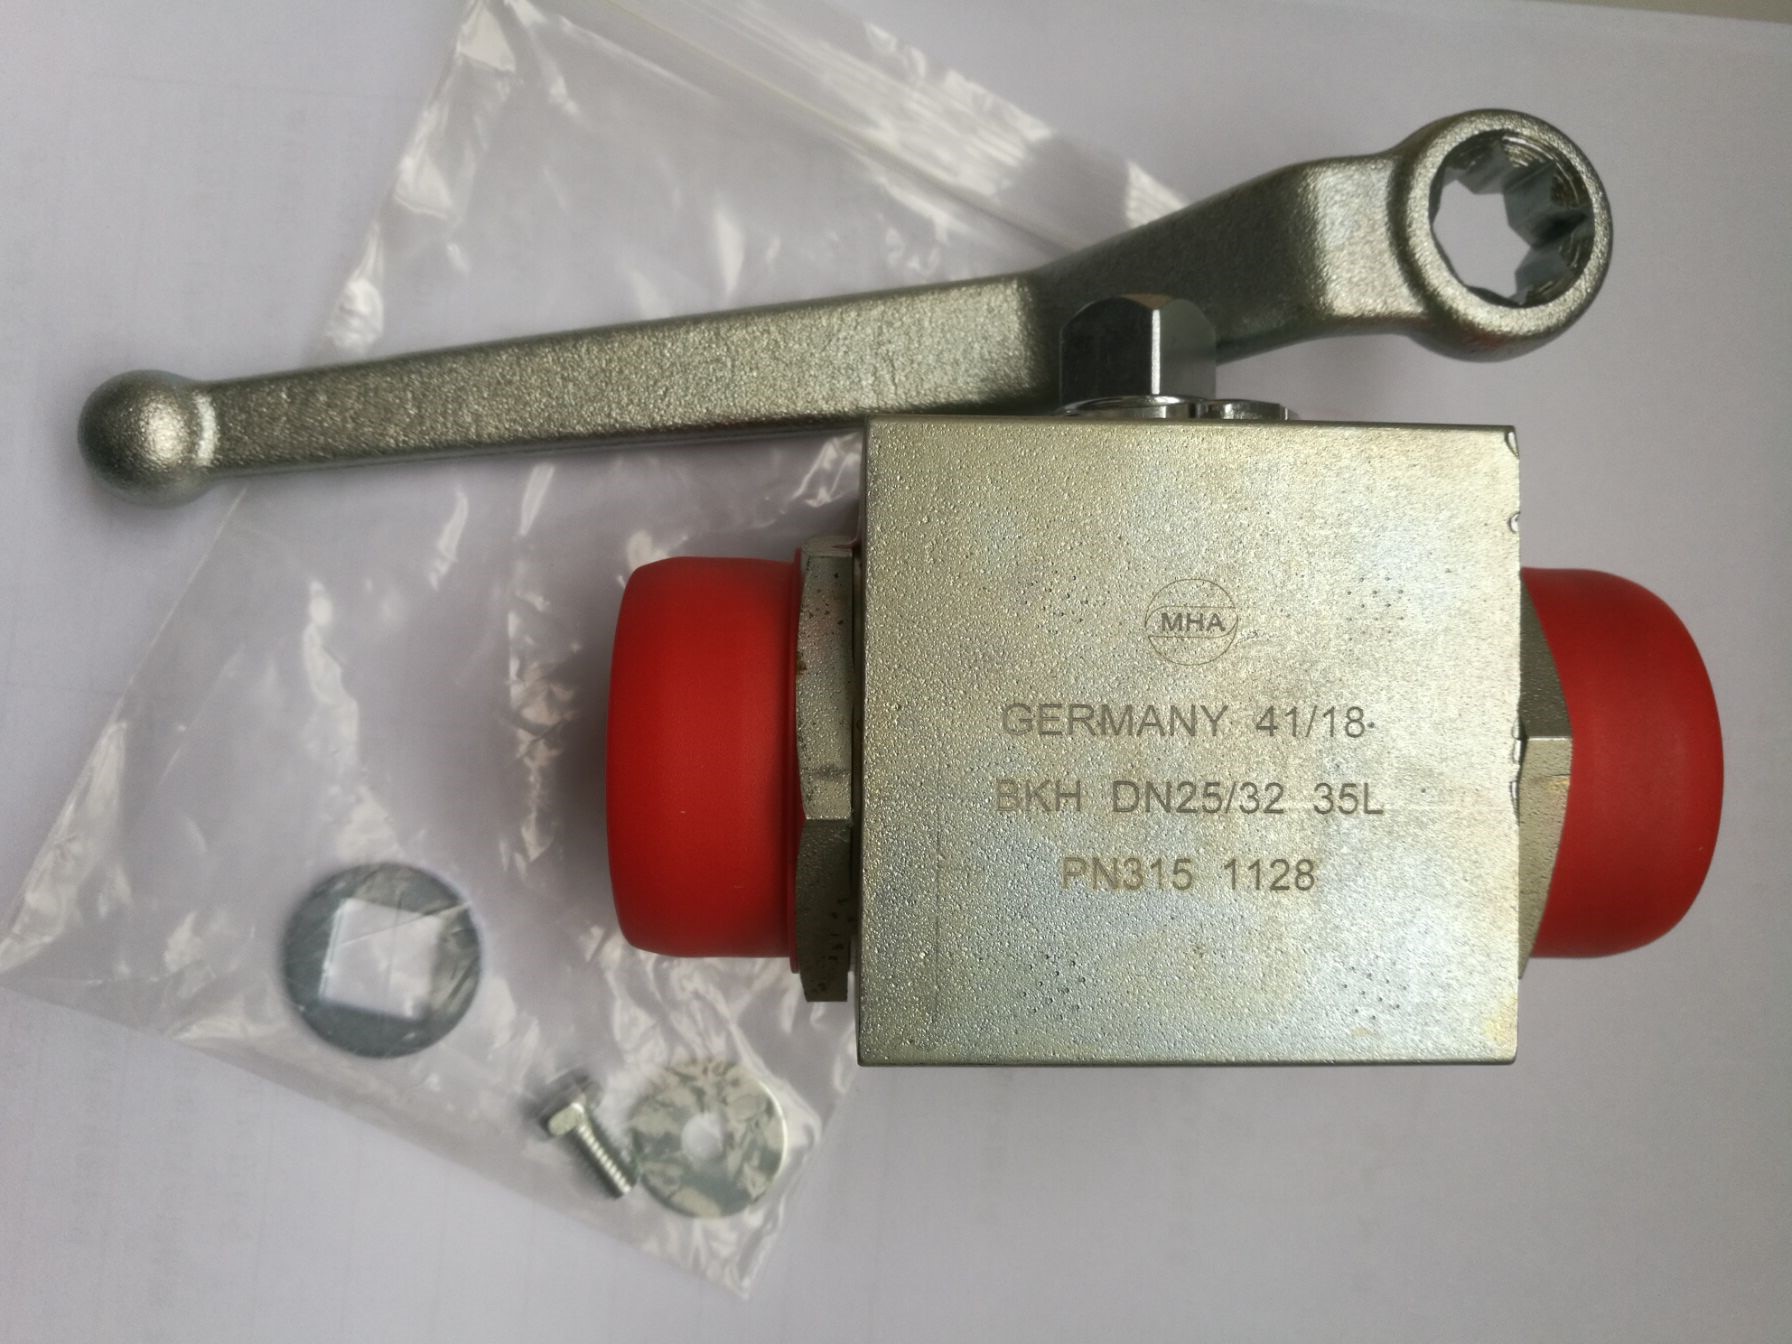 MHA
GERMANY 41/18
BKH DN25/32 35L
PN315 1128